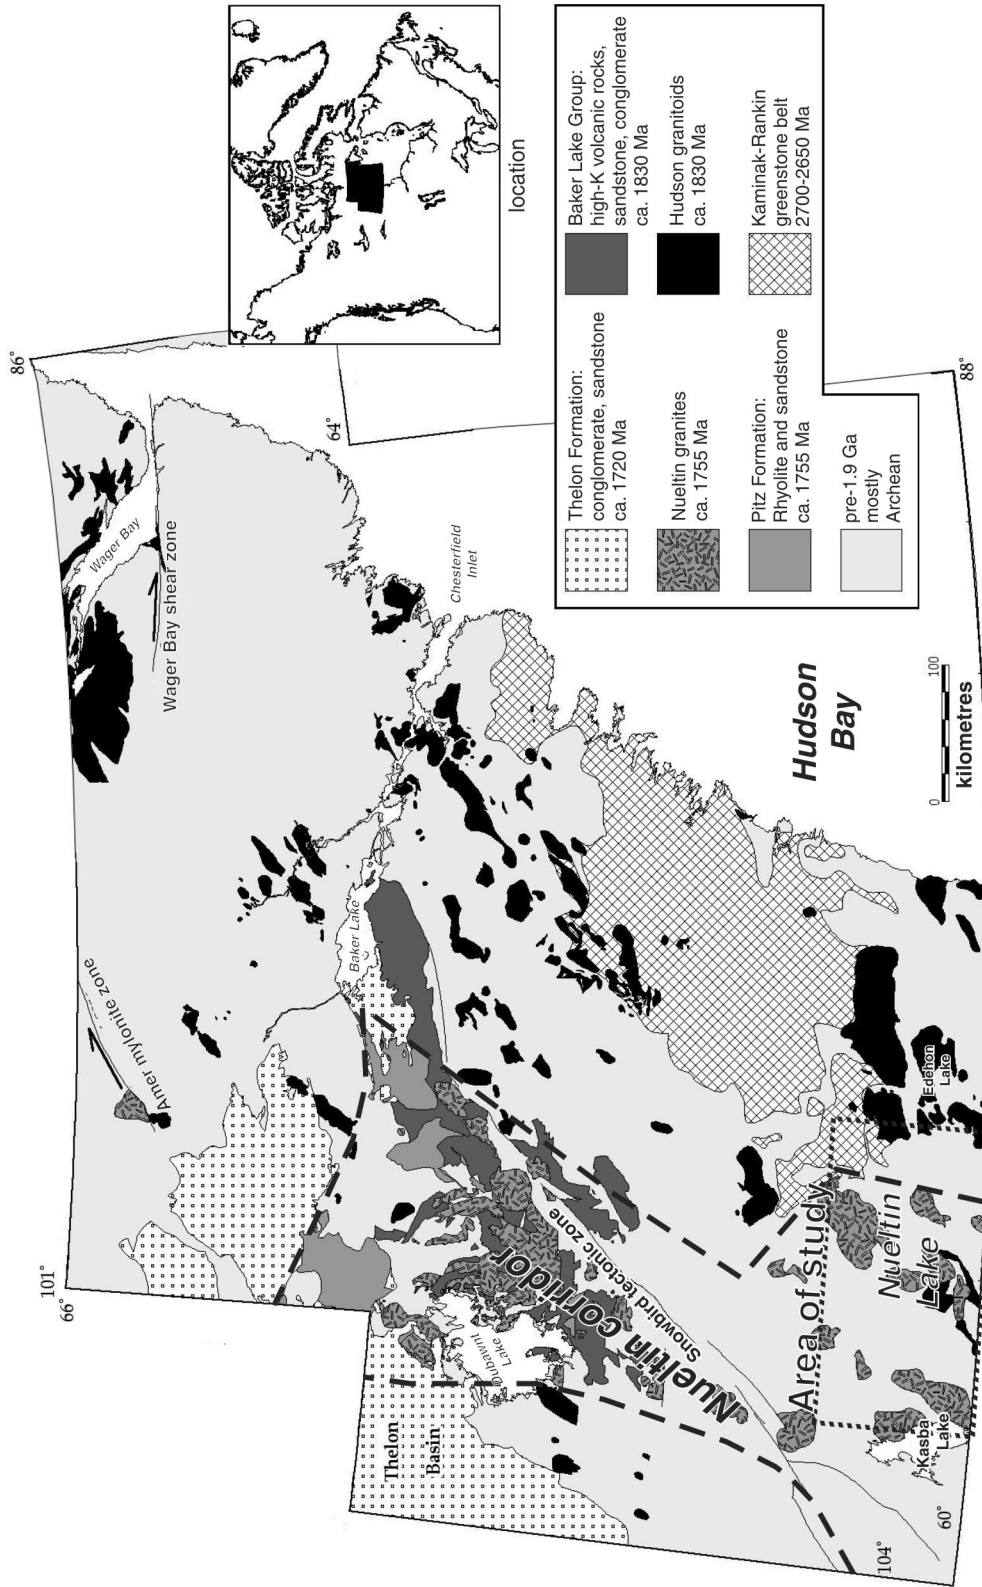 101°
66°
86°
64°
88°
104°
60°
Amer mylonite zone
Wager Bay
Wager Bay shear zone
Chesterfield
Inlet
Baker Lake
Thelon
Basin
Dubawnt
Lake
Nueltin corridor
Snowbird tectonic zone
Area of study
Nueltin
Lake
Kasba
Lake
Edehon
Lake
Hudson
Bay
0 100
kilometres
location
Thelon Formation:
conglomerate, sandstone
ca. 1720 Ma
Nueltin granites
ca. 1755 Ma
Pitz Formation:
Rhyolite and sandstone
ca. 1755 Ma
pre-1.9 Ga
mostly
Archean
Baker Lake Group:
high-K volcanic rocks,
sandstone, conglomerate
ca. 1830 Ma
Hudson granitoids
ca. 1830 Ma
Kaminak-Rankin
greenstone belt
2700-2650 Ma